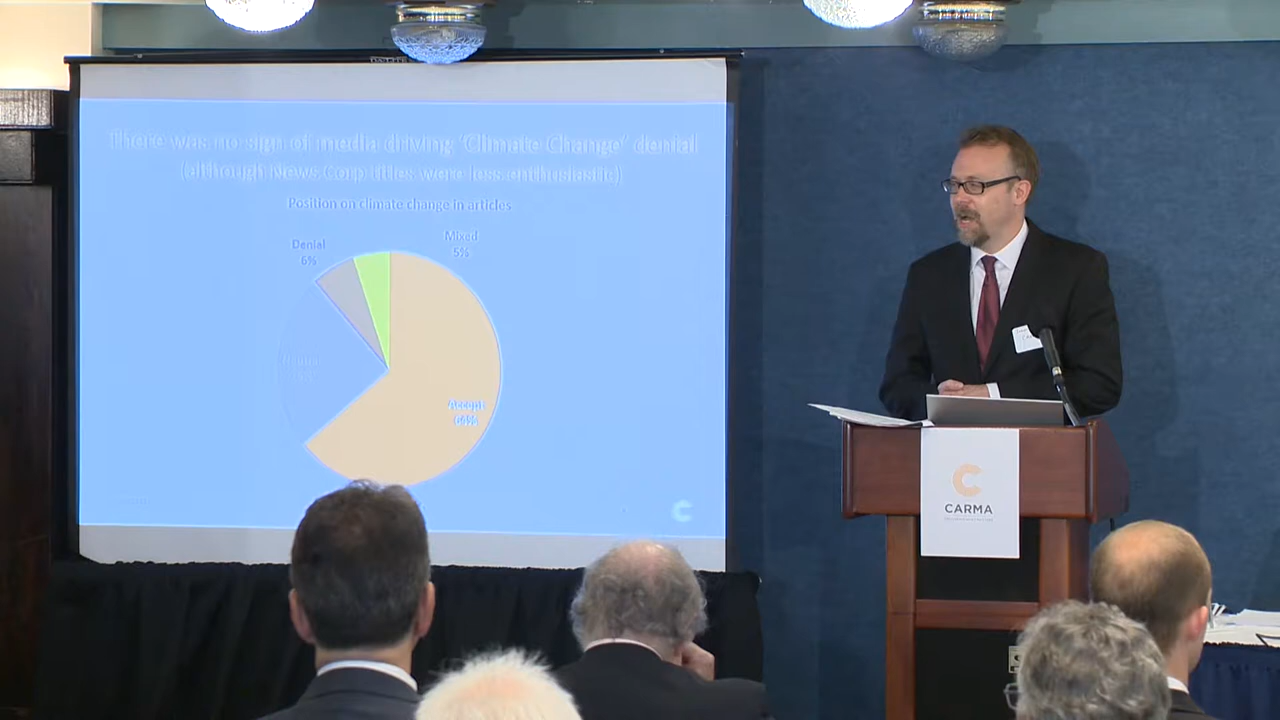 There was no sign of media driving 'Climate Change' denial
(although News Corp titles were less enthusiastic)
Position on climate change in articles
Mixed
5%
Denial
6%
Accept
64%
CARMA